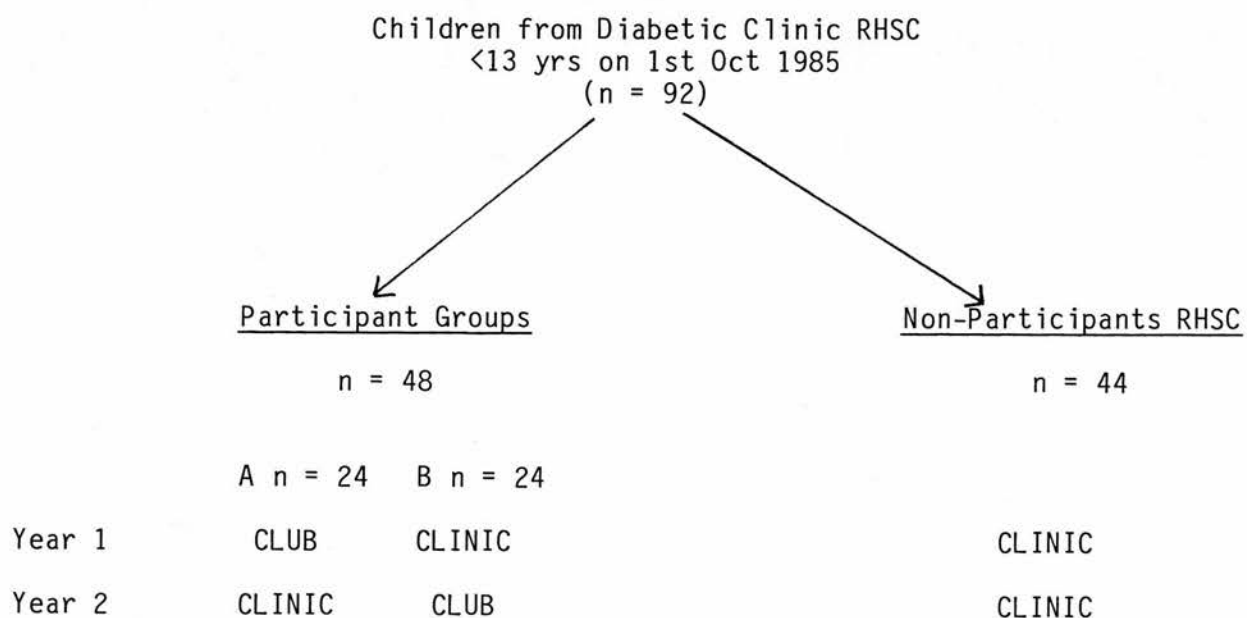 Children from Diabetic Clinic RHSC
<13 yrs on 1st Oct 1985
(n = 92)
Participant Groups Non-Participants RHSC
n = 48 n = 44
A n = 24 B n = 24
Year 1 CLUB CLINIC CLINIC
Year 2 CLINIC CLUB CLINIC